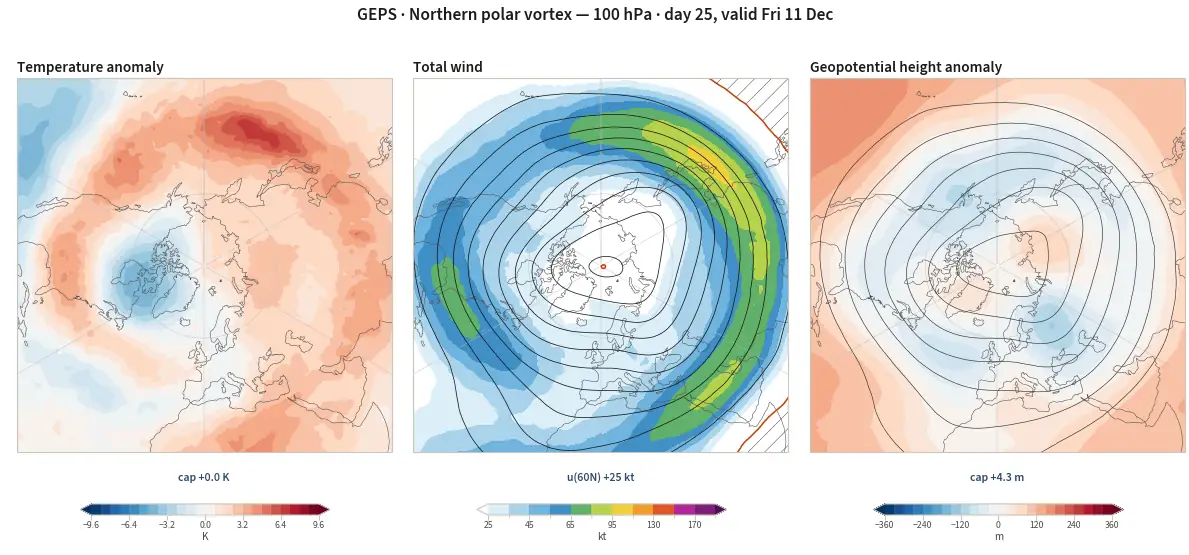 GEPS · Northern polar vortex — 100 hPa · day 25, valid Fri 11 Dec
Temperature anomaly
Total wind
Geopotential height anomaly
cap +0.0 K
u(60N) +25 kt
cap +4.3 m
−9.6 −6.4 −3.2 0.0 3.2 6.4 9.6
K
25 45 65 95 130 170
kt
−360 −240 −120 0 120 240 360
m